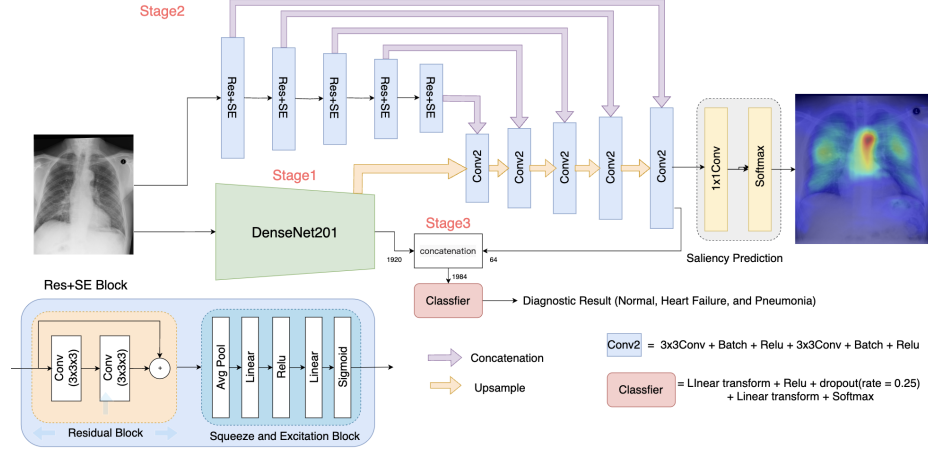 Stage2
Res+SE
Res+SE
Res+SE
Res+SE
Res+SE
Conv2
Conv2
Conv2
Conv2
Conv2
1x1Conv
Softmax
Saliency Prediction
Stage1
DenseNet201
Stage3
concatenation
1920
64
1984
Classfier
Diagnostic Result (Normal, Heart Failure, and Pneumonia)
Res+SE Block
Conv
(3x3x3)
Conv
(3x3x3)
+
Residual Block
Avg Pool
Linear
Relu
Linear
Sigmoid
Squeeze and Excitation Block
Concatenation
Upsample
Conv2 = 3x3Conv + Batch + Relu + 3x3Conv + Batch + Relu
Classfier = LInear transform + Relu + dropout(rate = 0.25)
+ Linear transform + Softmax